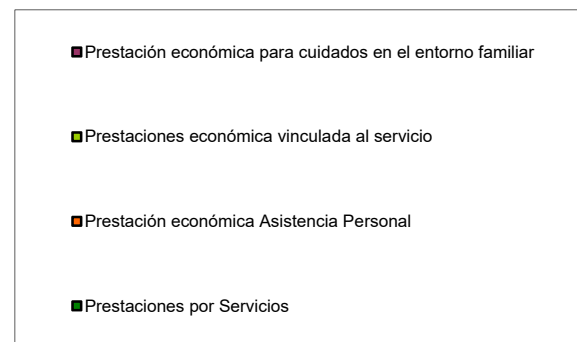 Prestación económica para cuidados en el entorno familiar
Prestaciones económica vinculada al servicio
Prestación económica Asistencia Personal
Prestaciones por Servicios